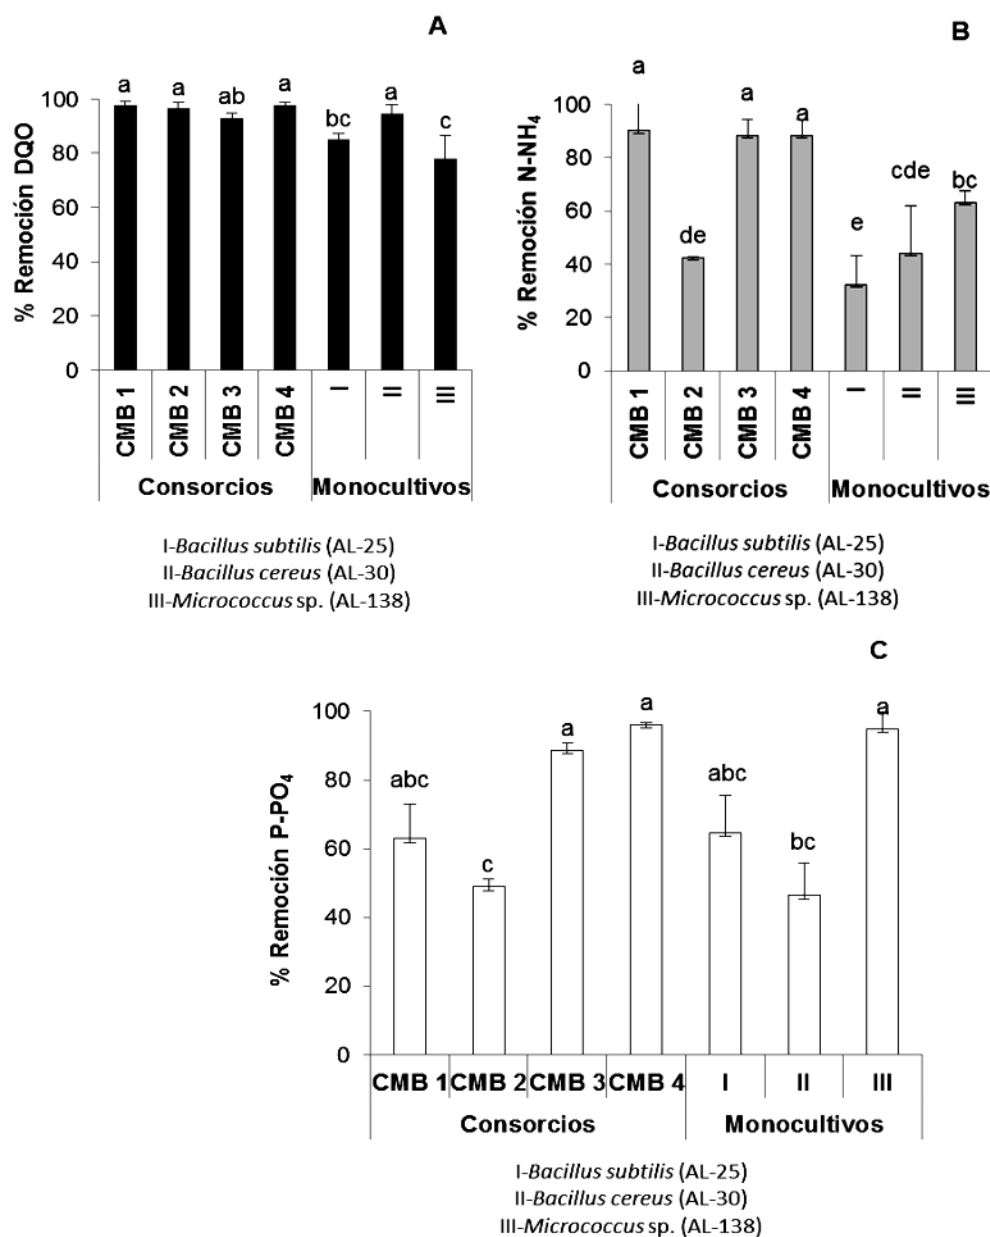 A
% Remoción DQO
100
80
60
40
20
0
a
a
ab
a
bc
a
c
CMB 1
CMB 2
CMB 3
CMB 4
I
II
III
Consorcios
Monocultivos
I-Bacillus subtilis (AL-25)
II-Bacillus cereus (AL-30)
III-Micrococcus sp. (AL-138)
B
% Remoción N-NH4
100
80
60
40
20
0
a
de
a
a
e
cde
bc
CMB 1
CMB 2
CMB 3
CMB 4
I
II
III
Consorcios
Monocultivos
I-Bacillus subtilis (AL-25)
II-Bacillus cereus (AL-30)
III-Micrococcus sp. (AL-138)
C
% Remoción P-PO4
100
80
60
40
20
0
abc
c
a
a
abc
bc
a
CMB 1
CMB 2
CMB 3
CMB 4
I
II
III
Consorcios
Monocultivos
I-Bacillus subtilis (AL-25)
II-Bacillus cereus (AL-30)
III-Micrococcus sp. (AL-138)